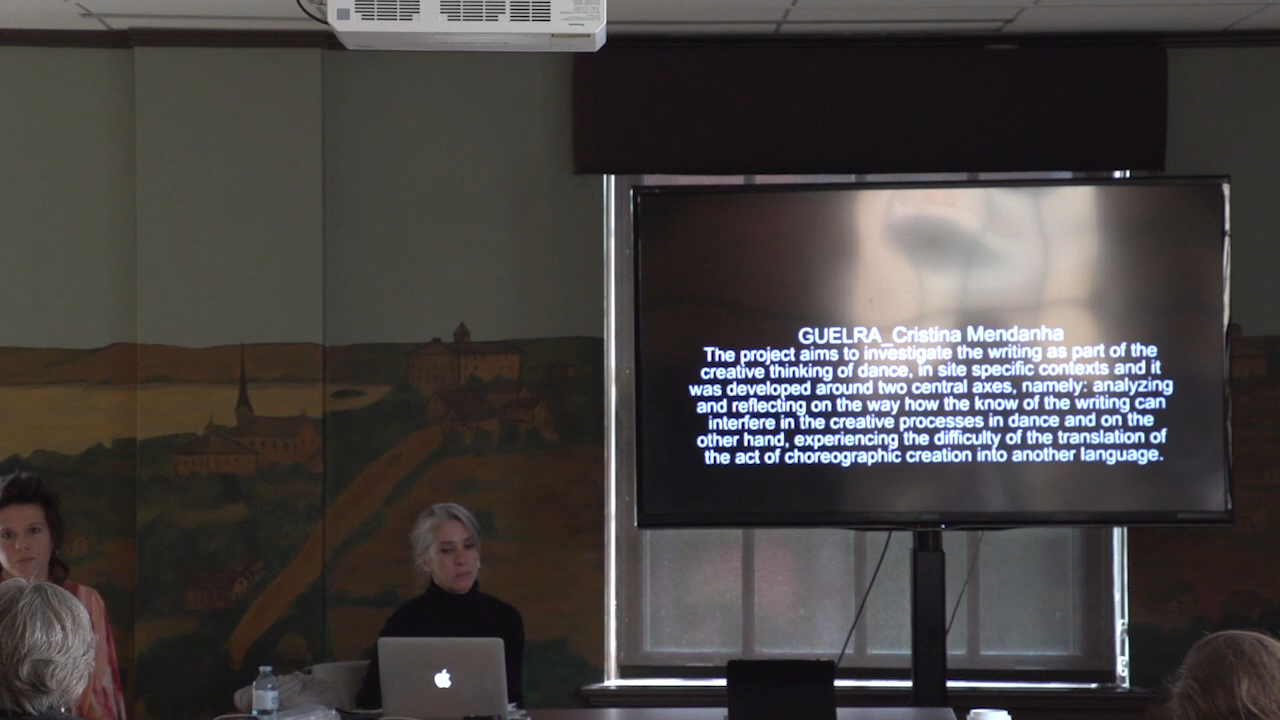 GUELRA_Cristina Mendanha
The project aims to investigate the writing as part of the
creative thinking of dance, in site specific contexts and it
was developed around two central axes, namely: analyzing
and reflecting on the way how the know of the writing can
interfere in the creative processes in dance and on the
other hand, experiencing the difficulty of the translation of
the act of choreographic creation into another language.